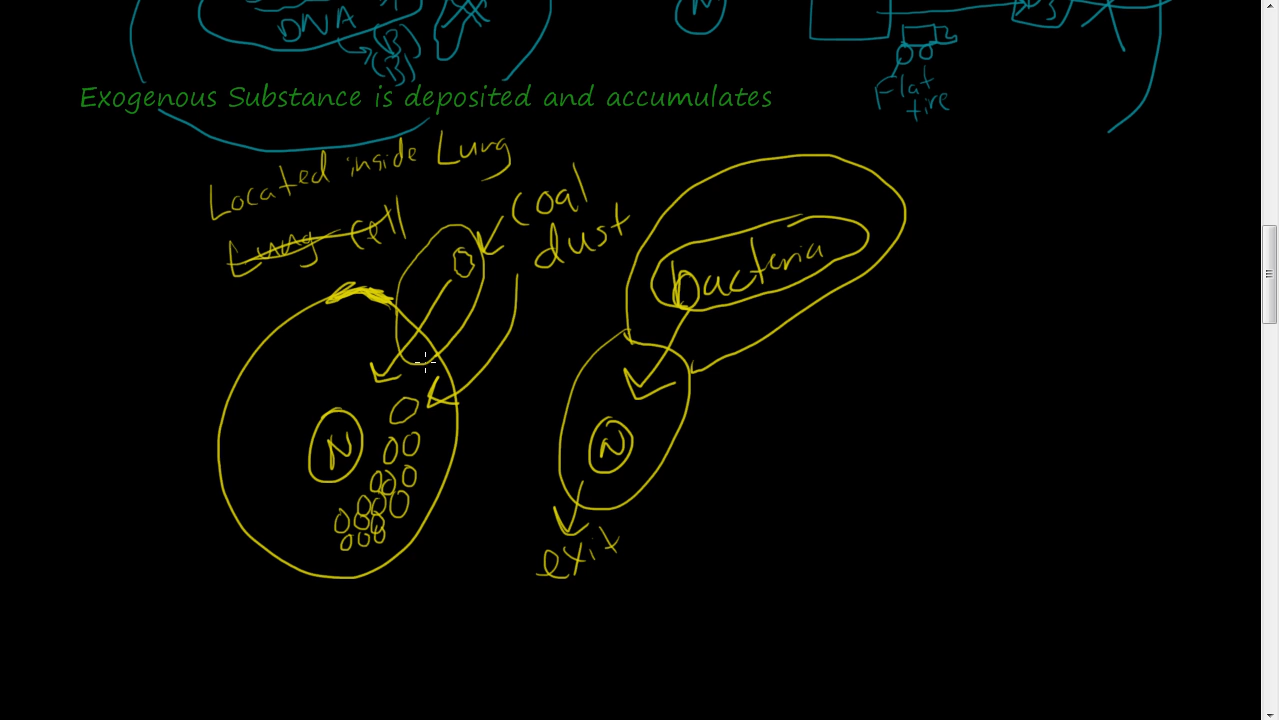 DNA
(B)
(B)
N
Flat
tire
Exogenous Substance is deposited and accumulates
Located inside Lung
Lung cell
coal
dust
bacteria
N
N
exit